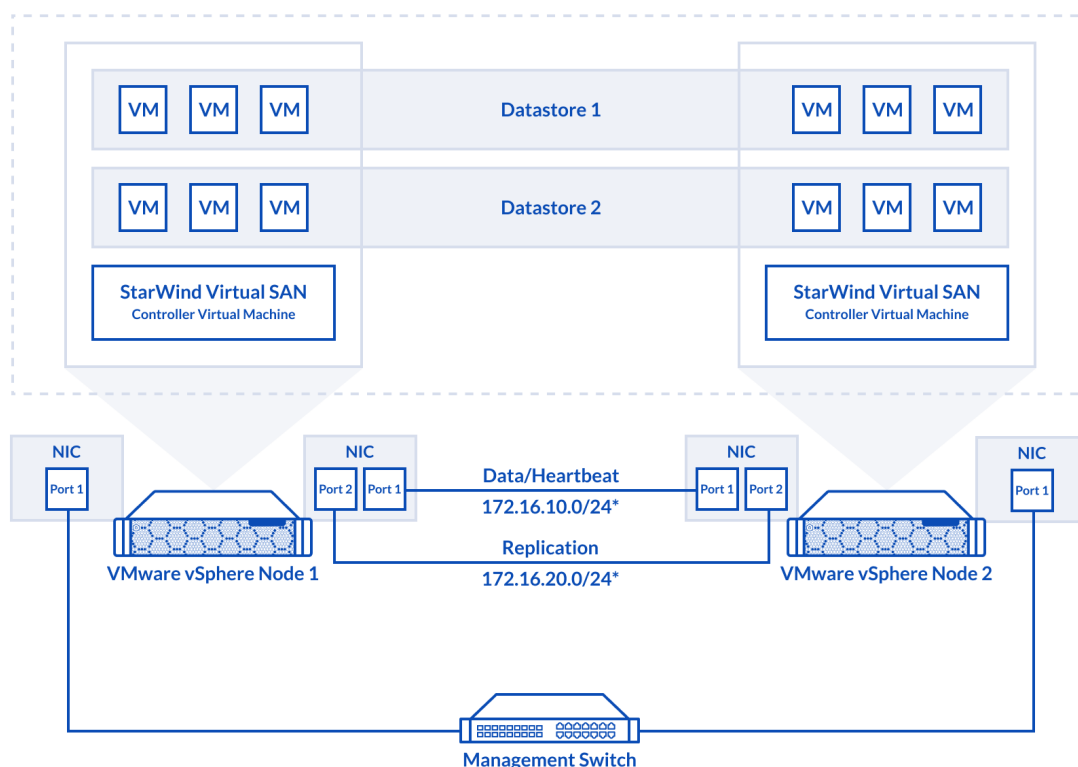 VM VM VM Datastore 1 VM VM VM
VM VM VM Datastore 2 VM VM VM
StarWind Virtual SAN
Controller Virtual Machine
StarWind Virtual SAN
Controller Virtual Machine
NIC
Port 1
NIC
Port 2 Port 1
Data/Heartbeat
172.16.10.0/24*
Replication
172.16.20.0/24*
NIC
Port 1 Port 2
NIC
Port 1
VMware vSphere Node 1
VMware vSphere Node 2
Management Switch